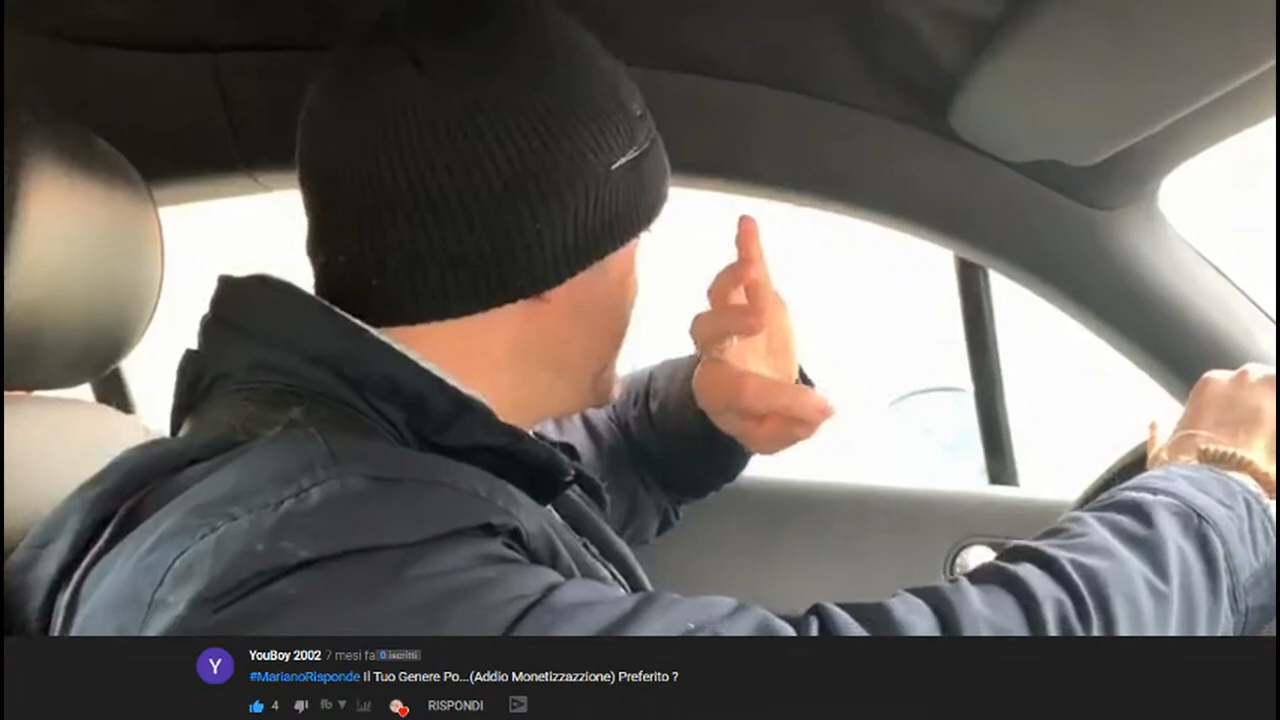 YouBoy 2002 7 mesi fa 0 iscritti
#MarianoRisponde Il Tuo Genere Po...(Addio Monetizzazzione) Preferito ?
4 RISPONDI